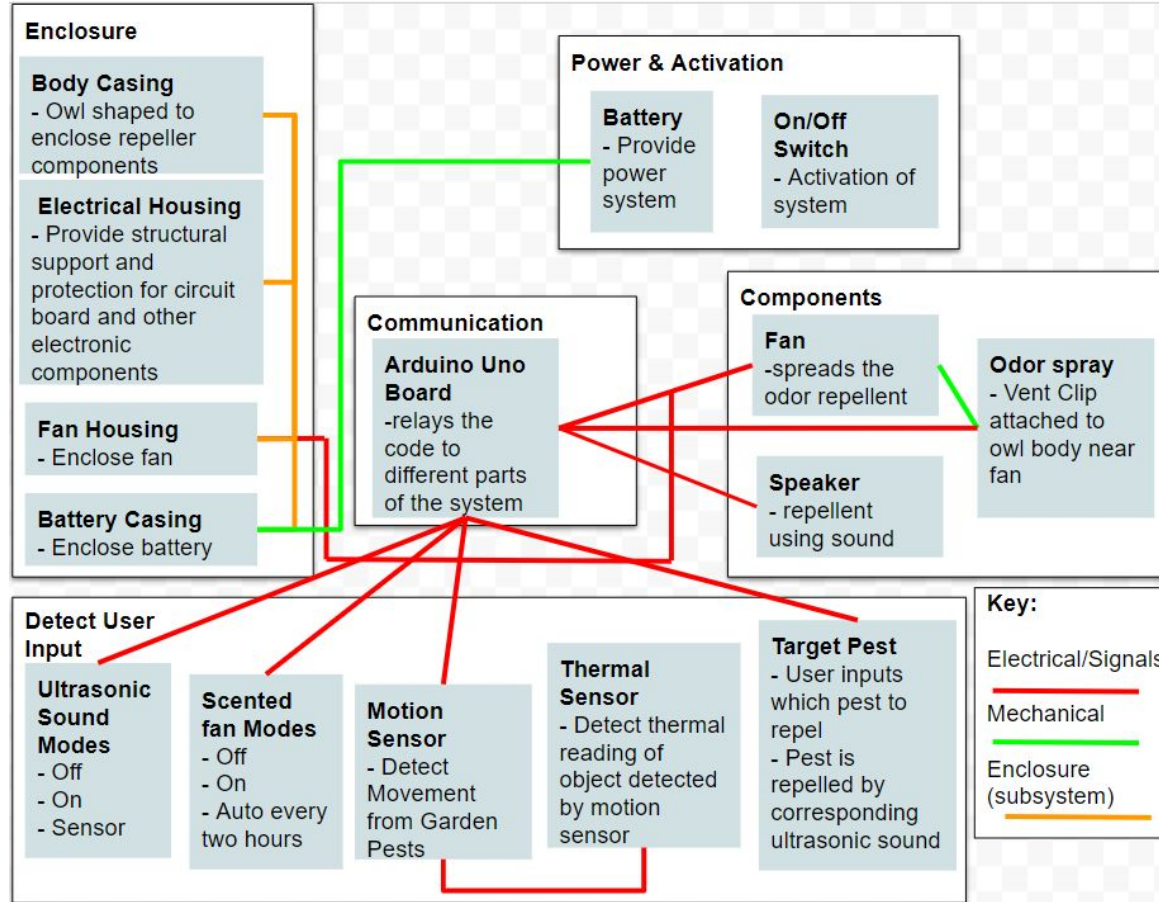 Enclosure
Body Casing
- Owl shaped to
enclose repeller
components
Electrical Housing
- Provide structural
support and
protection for circuit
board and other
electronic
components
Fan Housing
- Enclose fan
Battery Casing
- Enclose battery
Power & Activation
Battery
- Provide
power
system
On/Off
Switch
- Activation of
system
Communication
Arduino Uno
Board
-relays the
code to
different parts
of the system
Components
Fan
-spreads the
odor repellent
Odor spray
- Vent Clip
attached to
owl body near
fan
Speaker
- repellent
using sound
Detect User
Input
Ultrasonic
Sound
Modes
- Off
- On
- Sensor
Scented
fan Modes
- Off
- On
- Auto every
two hours
Motion
Sensor
- Detect
Movement
from Garden
Pests
Thermal
Sensor
- Detect thermal
reading of
object detected
by motion
sensor
Target Pest
- User inputs
which pest to
repel
- Pest is
repelled by
corresponding
ultrasonic sound
Key:
Electrical/Signals
Mechanical
Enclosure
(subsystem)